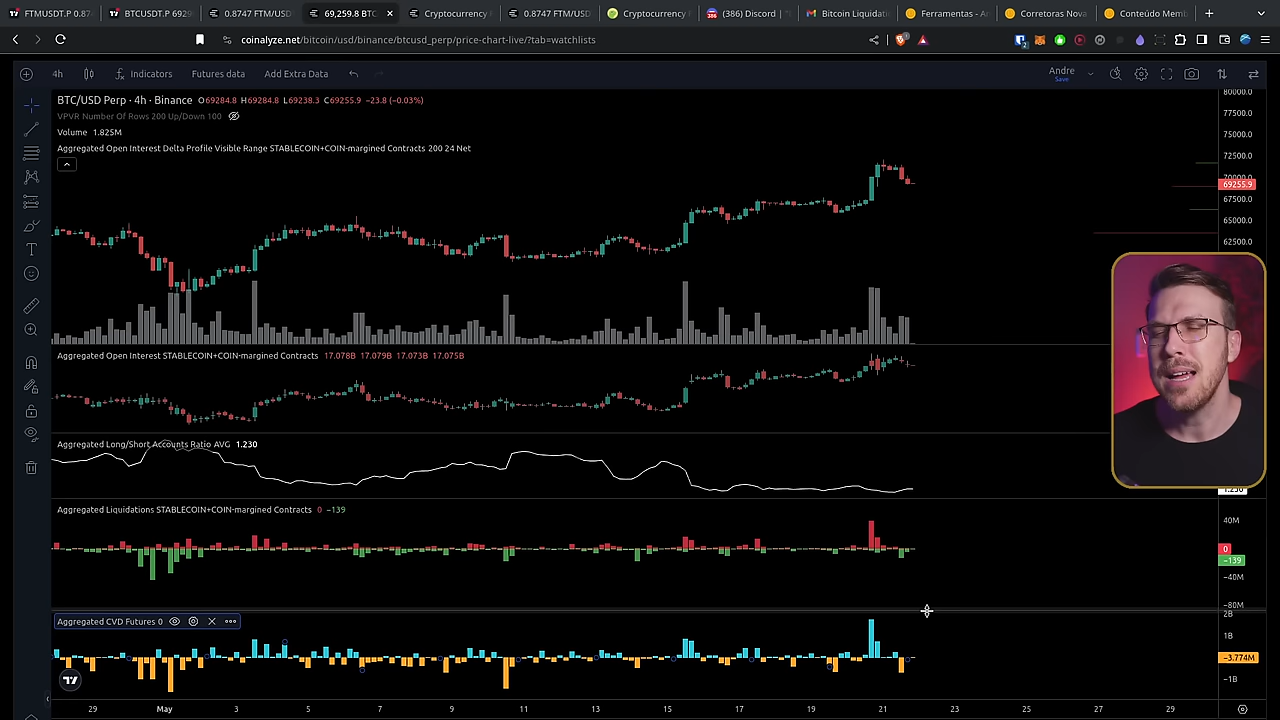 FTMUSDT.P 0.87
BTCUSDT.P 6929
0.8747 FTM/USD
69,259.8 BTC
Cryptocurrency
0.8747 FTM/USD
Cryptocurrency
(386) Discord |
Bitcoin Liquidati
Ferramentas - A
Corretoras Nova
Conteúdo Mem
coinalyze.net/bitcoin/usd/binance/btcusd_perp/price-chart-live/?tab=watchlists
4h Indicators Futures data Add Extra Data
Andre
Save
BTC/USD Perp · 4h · Binance O69284.8 H69284.8 L69238.3 C69255.9 −23.8 (−0.03%)
VPVR Number Of Rows 200 Up/Down 100
Volume 1.825M
Aggregated Open Interest Delta Profile Visible Range STABLECOIN+COIN-margined Contracts 200 24 Net
80000.0
77500.0
75000.0
72500.0
70000.0
69255.9
67500.0
65000.0
62500.0
Aggregated Open Interest STABLECOIN+COIN-margined Contracts 17.078B 17.079B 17.073B 17.075B
Aggregated Long/Short Accounts Ratio AVG 1.230
1.230
Aggregated Liquidations STABLECOIN+COIN-margined Contracts 0 −139
40M
0
−139
−40M
−80M
Aggregated CVD Futures 0
2B
1B
−3.774M
−1B
29 May 3 5 7 9 11 13 15 17 19 21 23 25 27 29